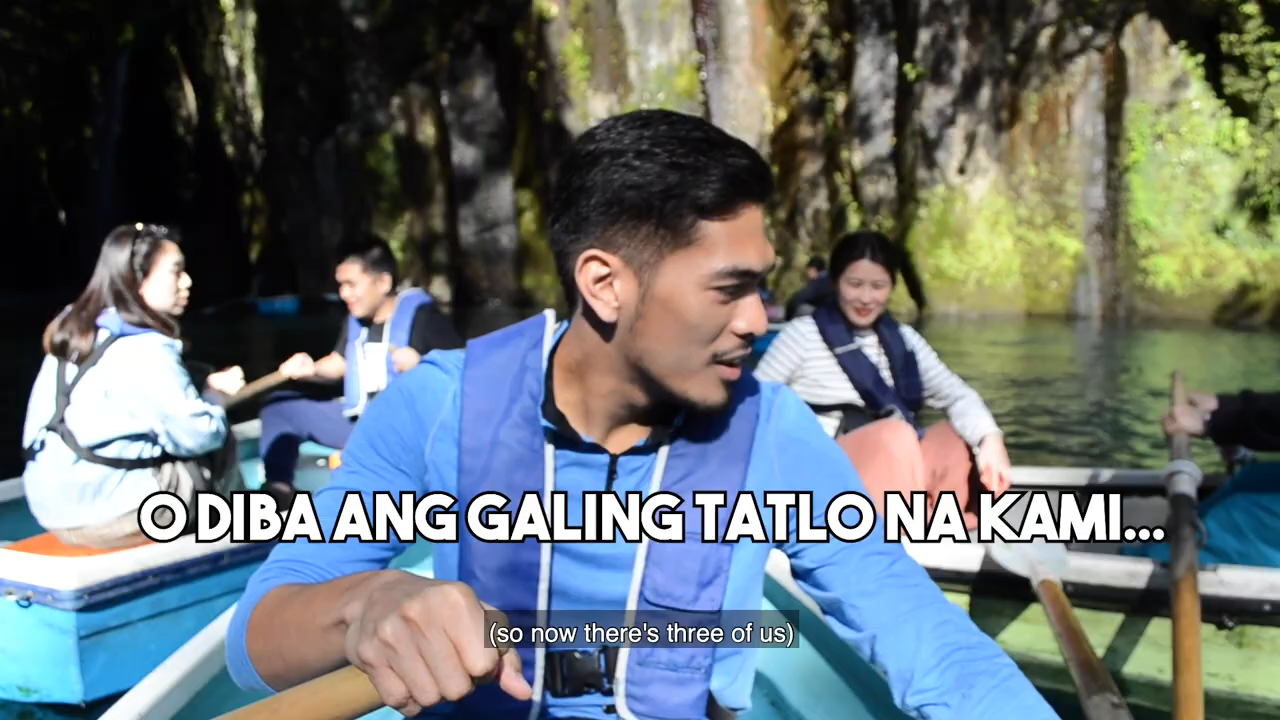 O DIBA ANG GALING TATLO NA KAMI...
(so now there's three of us)